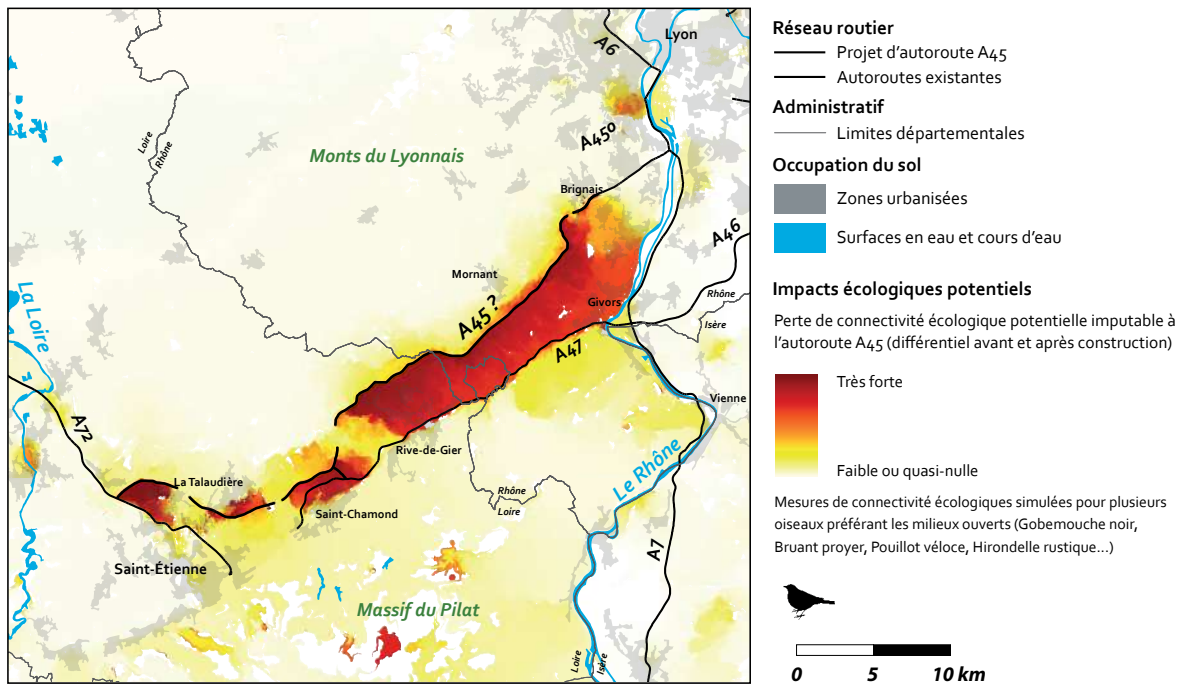 Lyon
A6
A450
Loire
Rhône
Monts du Lyonnais
Brignais
A46
Mornant
La Loire
Givors
Rhône
Isère
A45 ?
A47
Vienne
A72
Rive-de-Gier
La Talaudière
Le Rhône
Rhône
Loire
Saint-Chamond
A7
Saint-Étienne
Massif du Pilat
Loire
Isère
Réseau routier
Projet d'autoroute A45
Autoroutes existantes
Administratif
Limites départementales
Occupation du sol
Zones urbanisées
Surfaces en eau et cours d'eau
Impacts écologiques potentiels
Perte de connectivité écologique potentielle imputable à
l'autoroute A45 (différentiel avant et après construction)
Très forte
Faible ou quasi-nulle
Mesures de connectivité écologiques simulées pour plusieurs
oiseaux préférant les milieux ouverts (Gobemouche noir,
Bruant proyer, Pouillot véloce, Hirondelle rustique...)
0 5 10 km